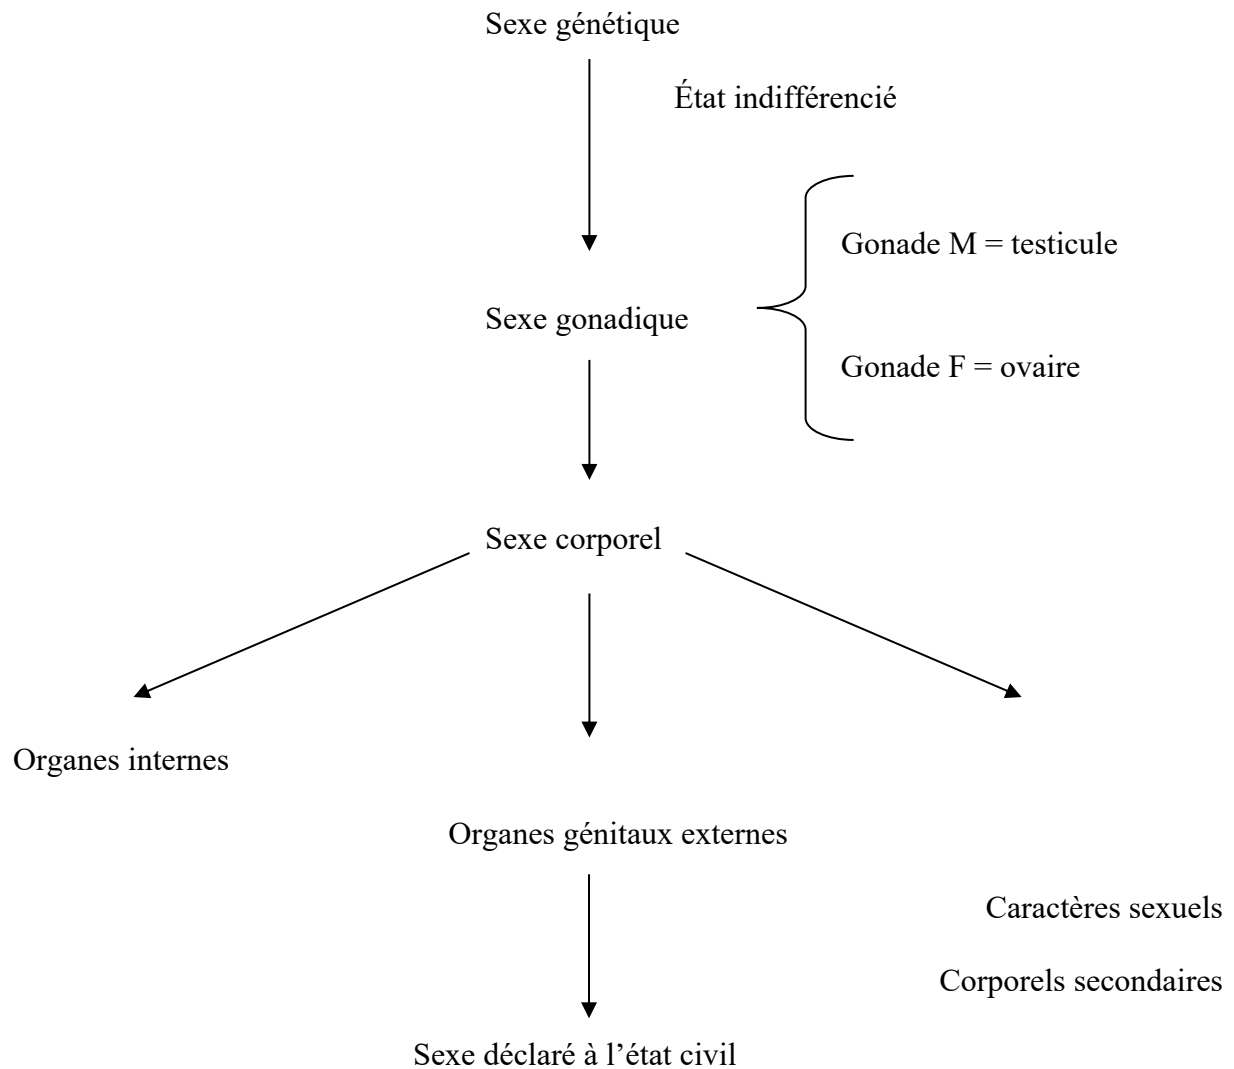 Sexe génétique
État indifférencié
Gonade M = testicule
Sexe gonadique
Gonade F = ovaire
Sexe corporel
Organes internes
Organes génitaux externes
Caractères sexuels
Corporels secondaires
Sexe déclaré à l’état civil